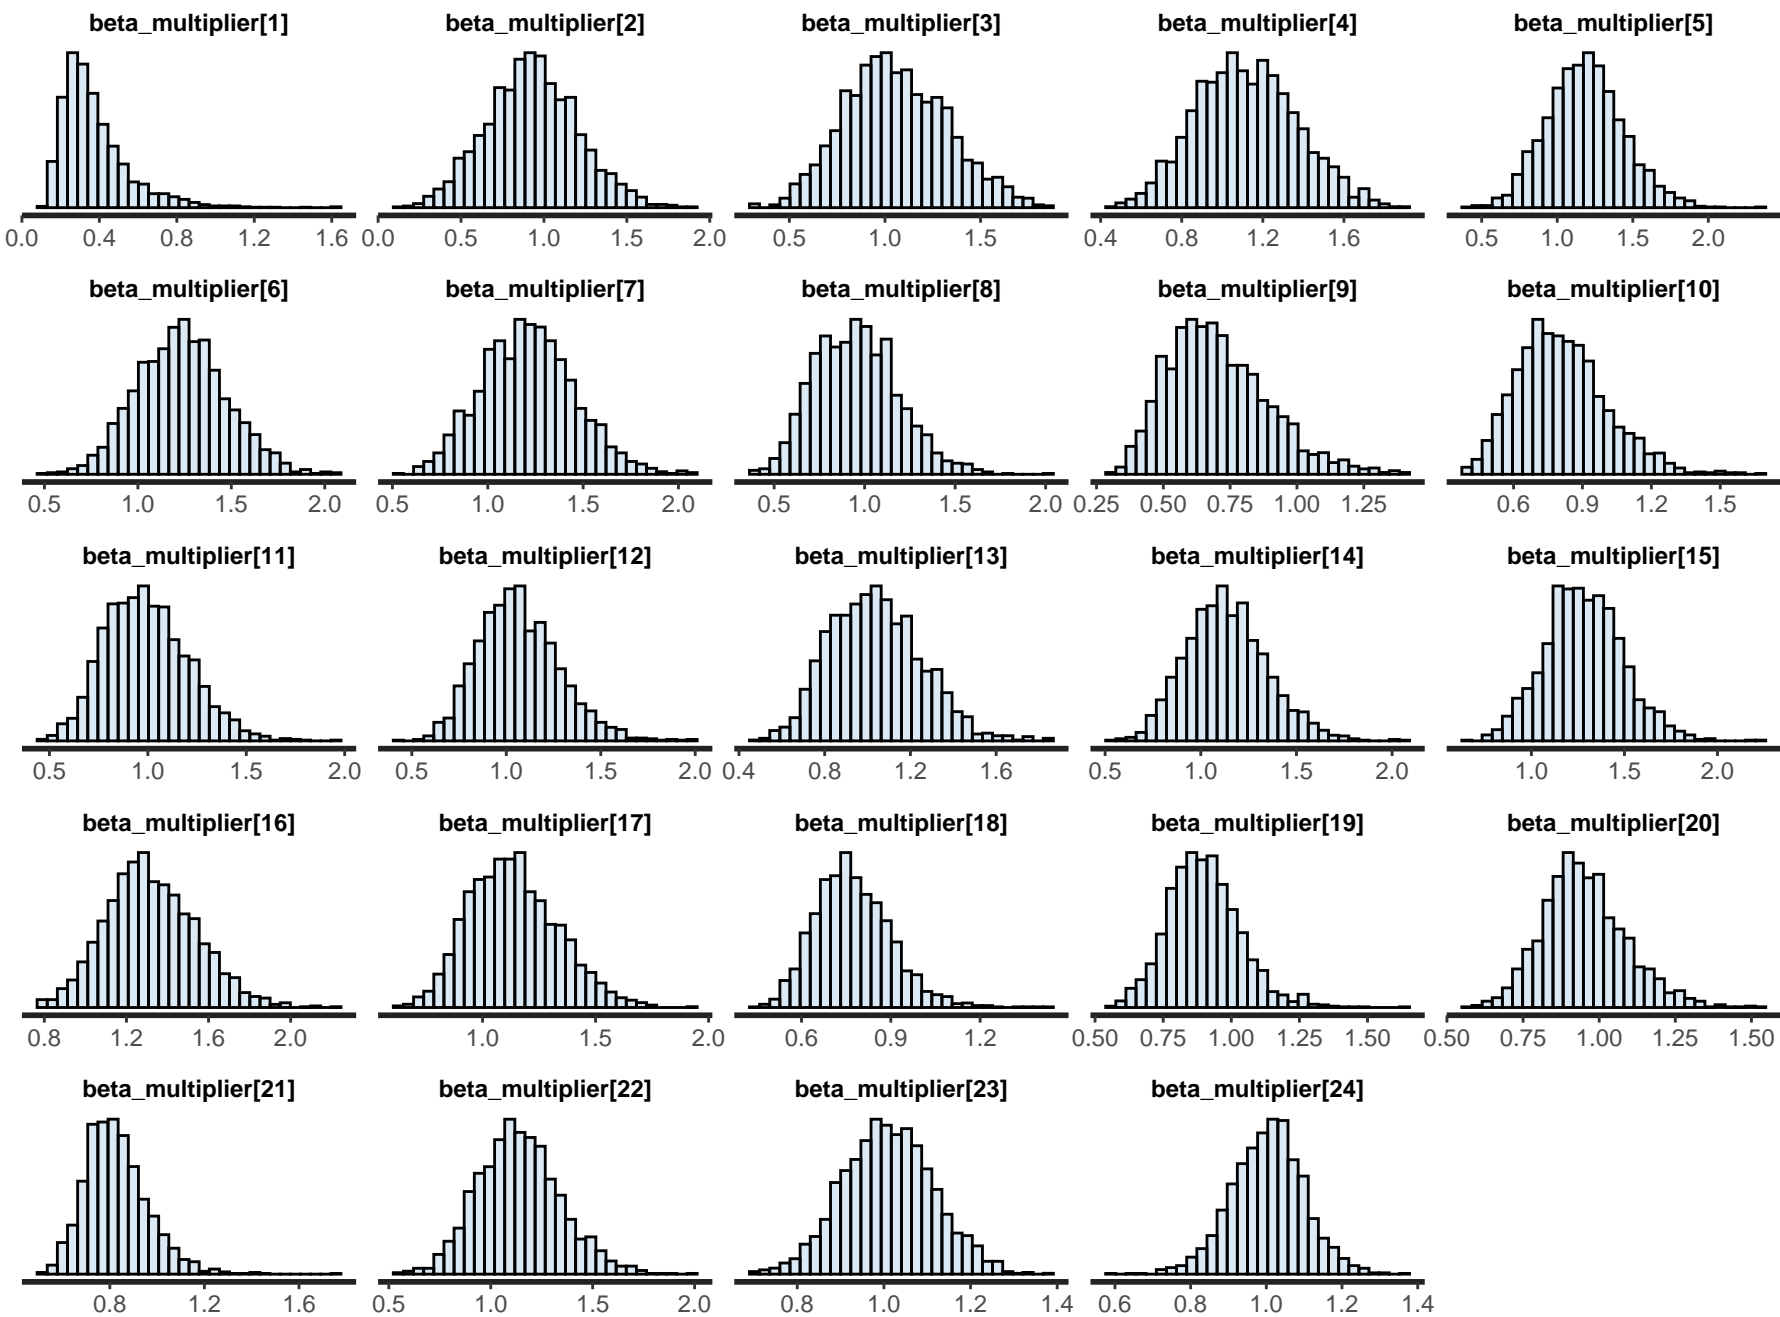 beta_multiplier[1] beta_multiplier[2] beta_multiplier[3] beta_multiplier[4] beta_multiplier[5]
0.0 0.4 0.8 1.2 1.6 0.0 0.5 1.0 1.5 2.0 0.5 1.0 1.5 0.4 0.8 1.2 1.6 0.5 1.0 1.5 2.0
beta_multiplier[6] beta_multiplier[7] beta_multiplier[8] beta_multiplier[9] beta_multiplier[10]
0.5 1.0 1.5 2.0 0.5 1.0 1.5 2.0 0.5 1.0 1.5 2.0 0.25 0.50 0.75 1.00 1.25 0.6 0.9 1.2 1.5
beta_multiplier[11] beta_multiplier[12] beta_multiplier[13] beta_multiplier[14] beta_multiplier[15]
0.5 1.0 1.5 2.0 0.5 1.0 1.5 2.0 0.4 0.8 1.2 1.6 0.5 1.0 1.5 2.0 1.0 1.5 2.0
beta_multiplier[16] beta_multiplier[17] beta_multiplier[18] beta_multiplier[19] beta_multiplier[20]
0.8 1.2 1.6 2.0 1.0 1.5 2.0 0.6 0.9 1.2 0.50 0.75 1.00 1.25 1.50 0.50 0.75 1.00 1.25 1.50
beta_multiplier[21] beta_multiplier[22] beta_multiplier[23] beta_multiplier[24]
0.8 1.2 1.6 0.5 1.0 1.5 2.0 0.8 1.0 1.2 1.4 0.6 0.8 1.0 1.2 1.4